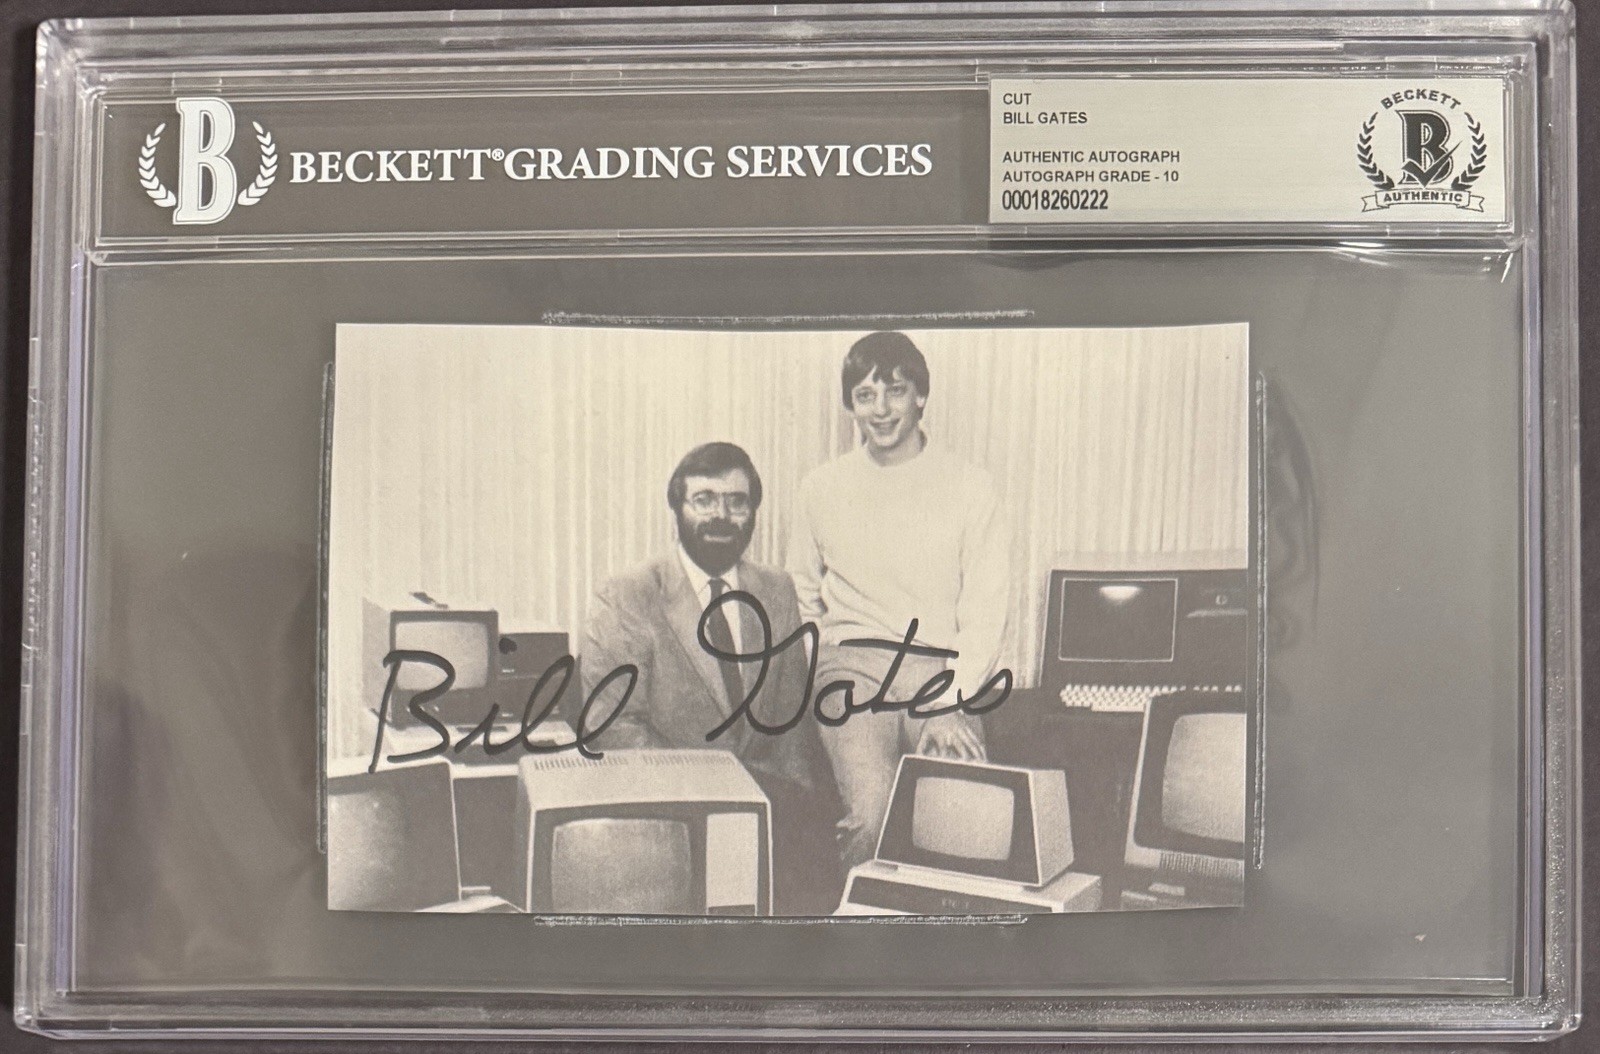 B BECKETT® GRADING SERVICES
CUT
BILL GATES
AUTHENTIC AUTOGRAPH
AUTOGRAPH GRADE - 10
00018260222
BECKETT
B
AUTHENTIC
Bill Gates